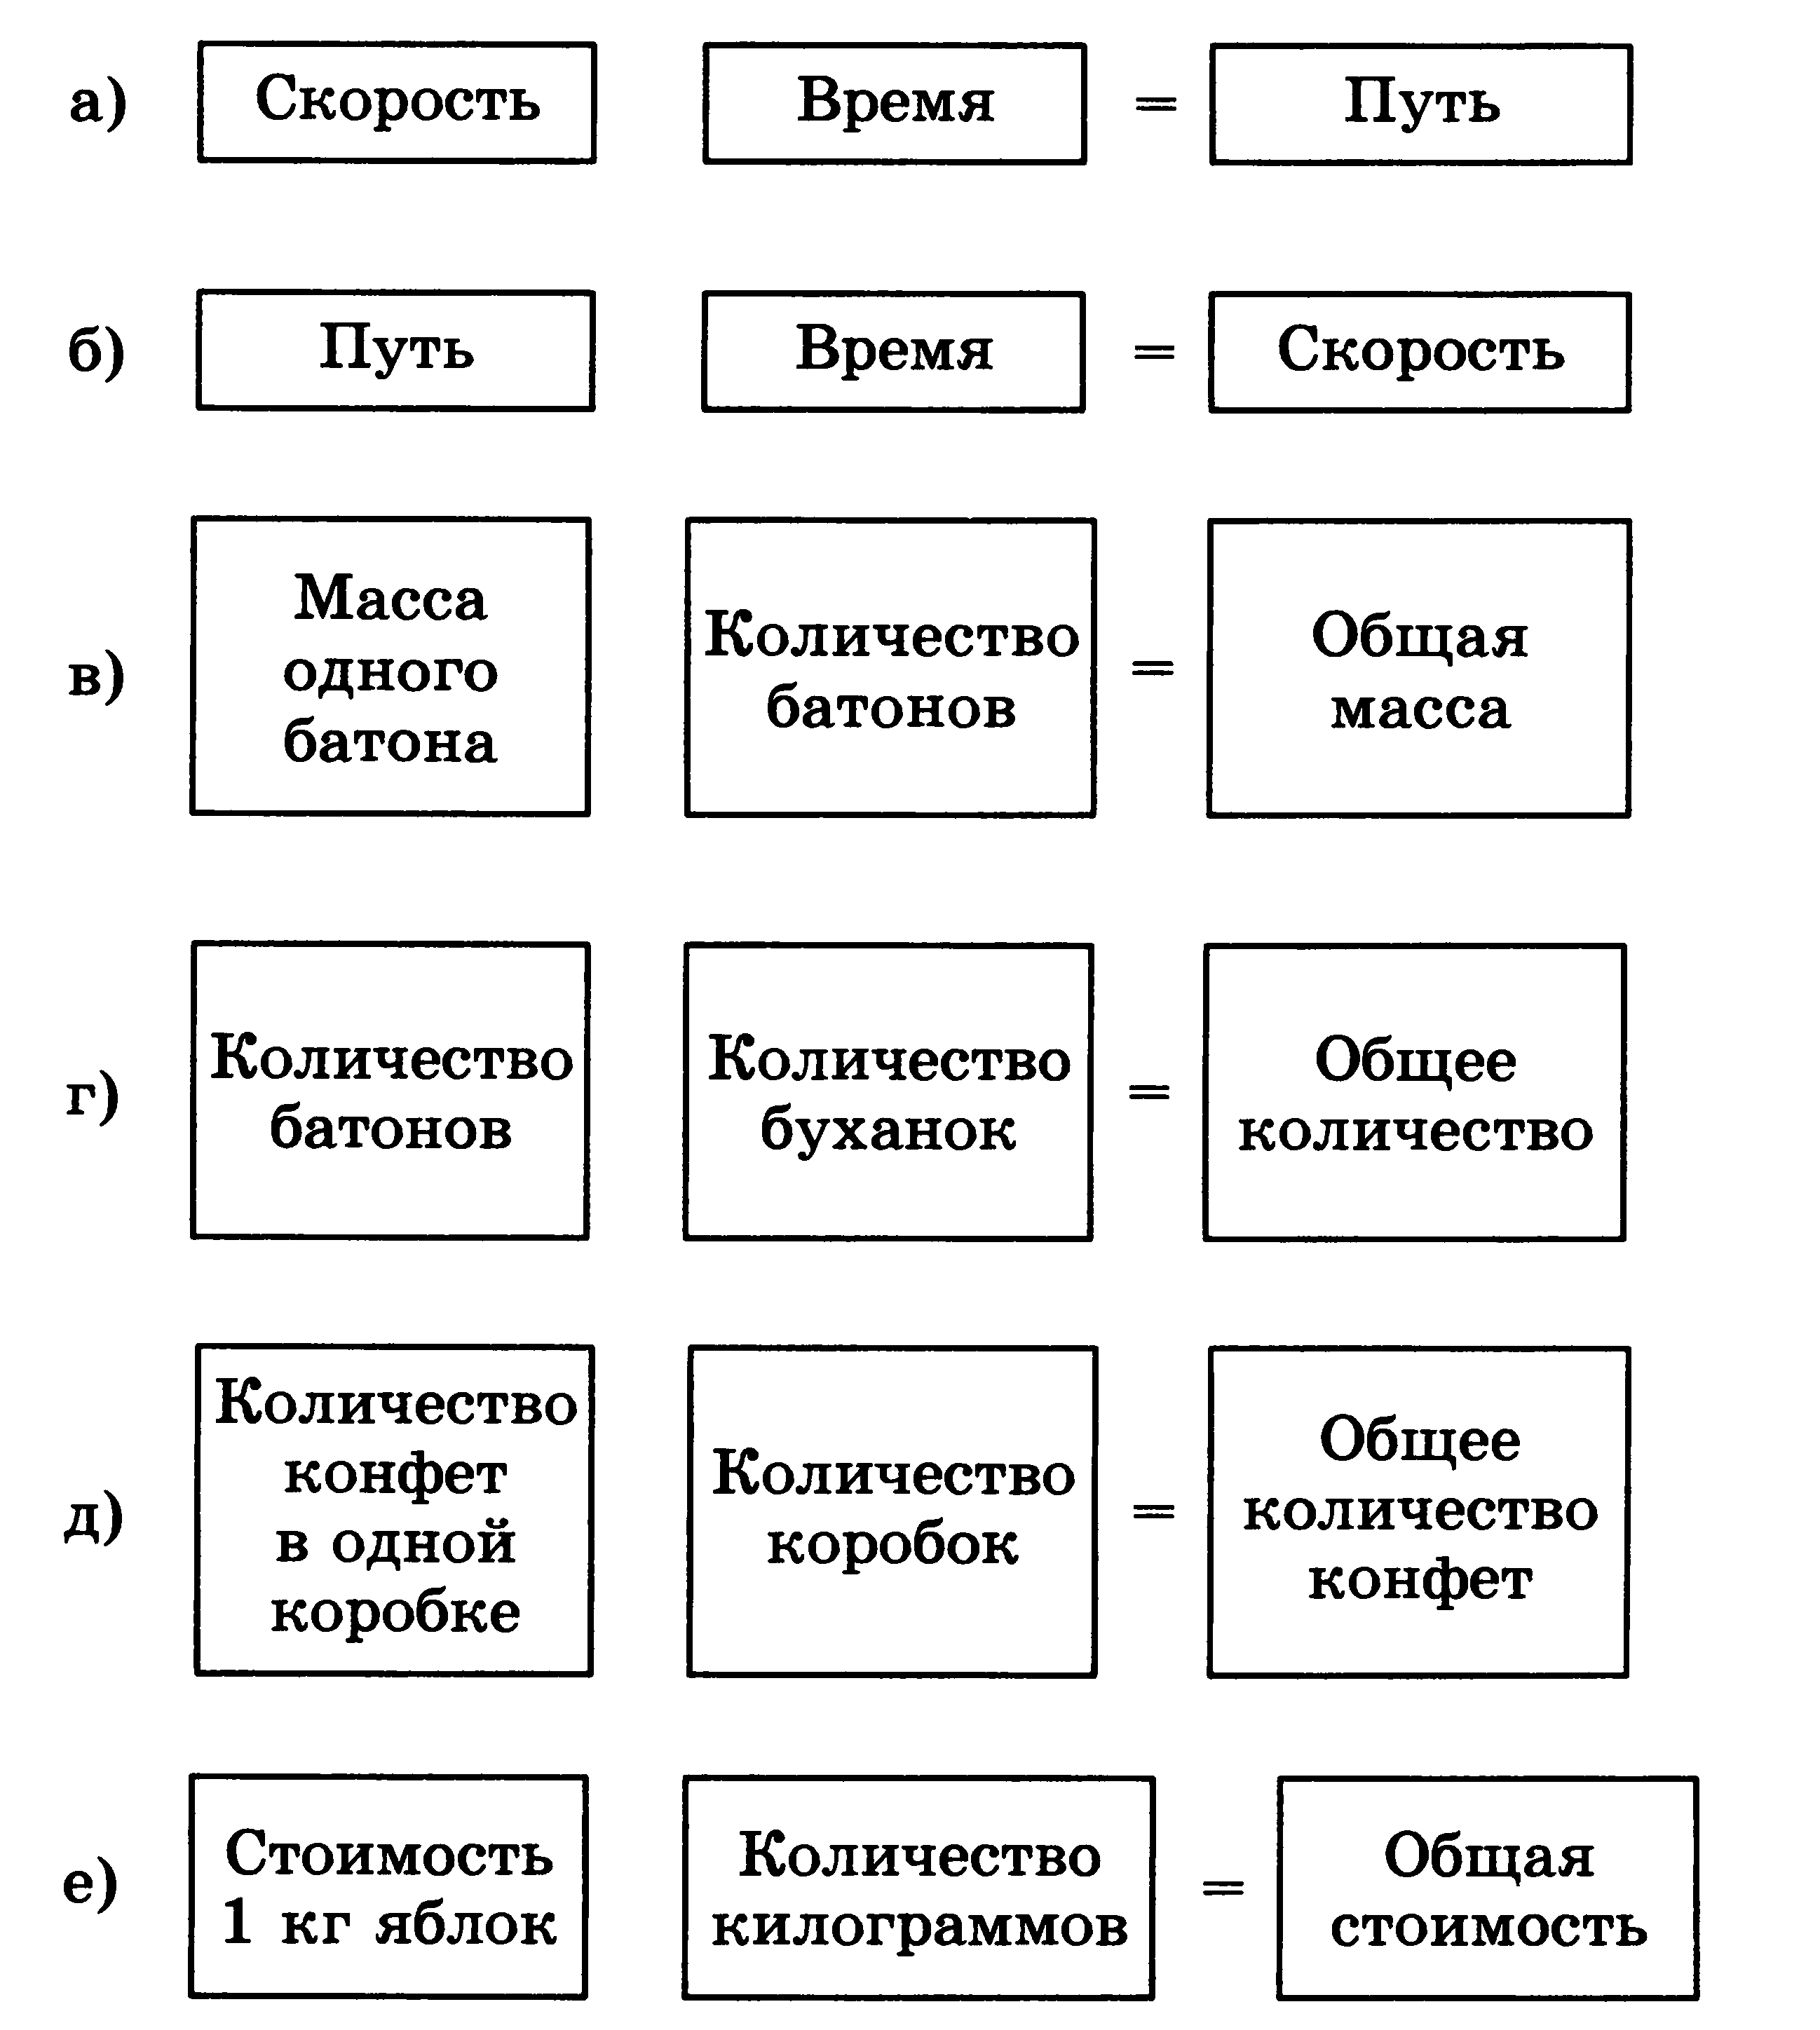 а) Скорость Время = Путь
б) Путь Время = Скорость
в) Масса
одного
батона
Количество
батонов
=
Общая
масса
г) Количество
батонов
Количество
буханок
=
Общее
количество
д) Количество
конфет
в одной
коробке
Количество
коробок
=
Общее
количество
конфет
е) Стоимость
1 кг яблок
Количество
килограммов
=
Общая
стоимость